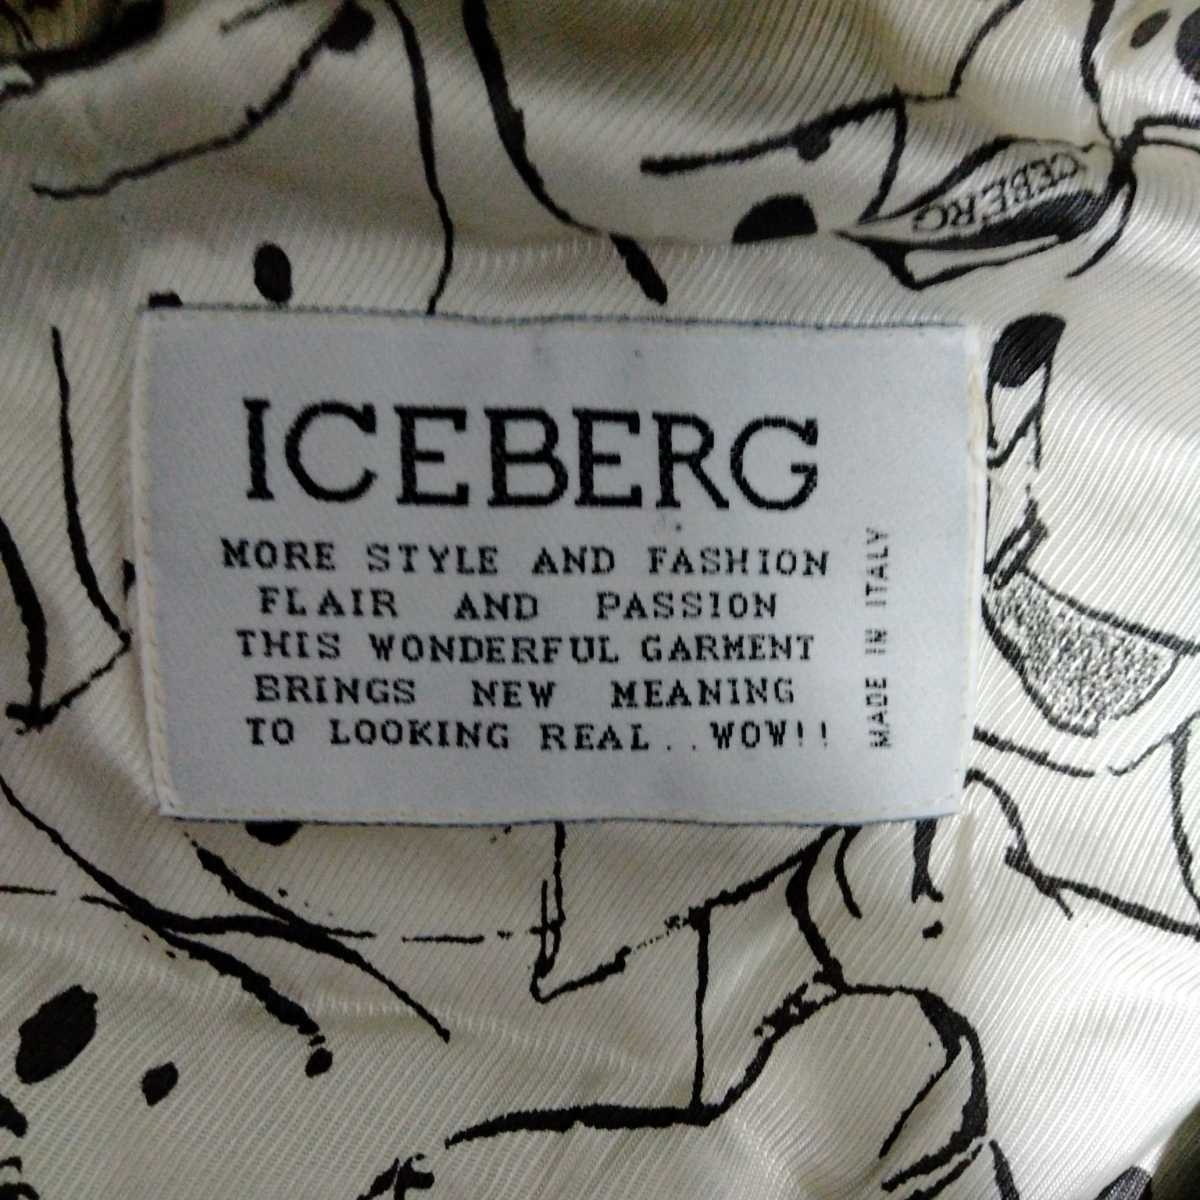 ICEBERG
ICEBERG
MORE STYLE AND FASHION
FLAIR AND PASSION
THIS WONDERFUL GARMENT
BRINGS NEW MEANING
TO LOOKING REAL..WOW!!
MADE IN ITALY